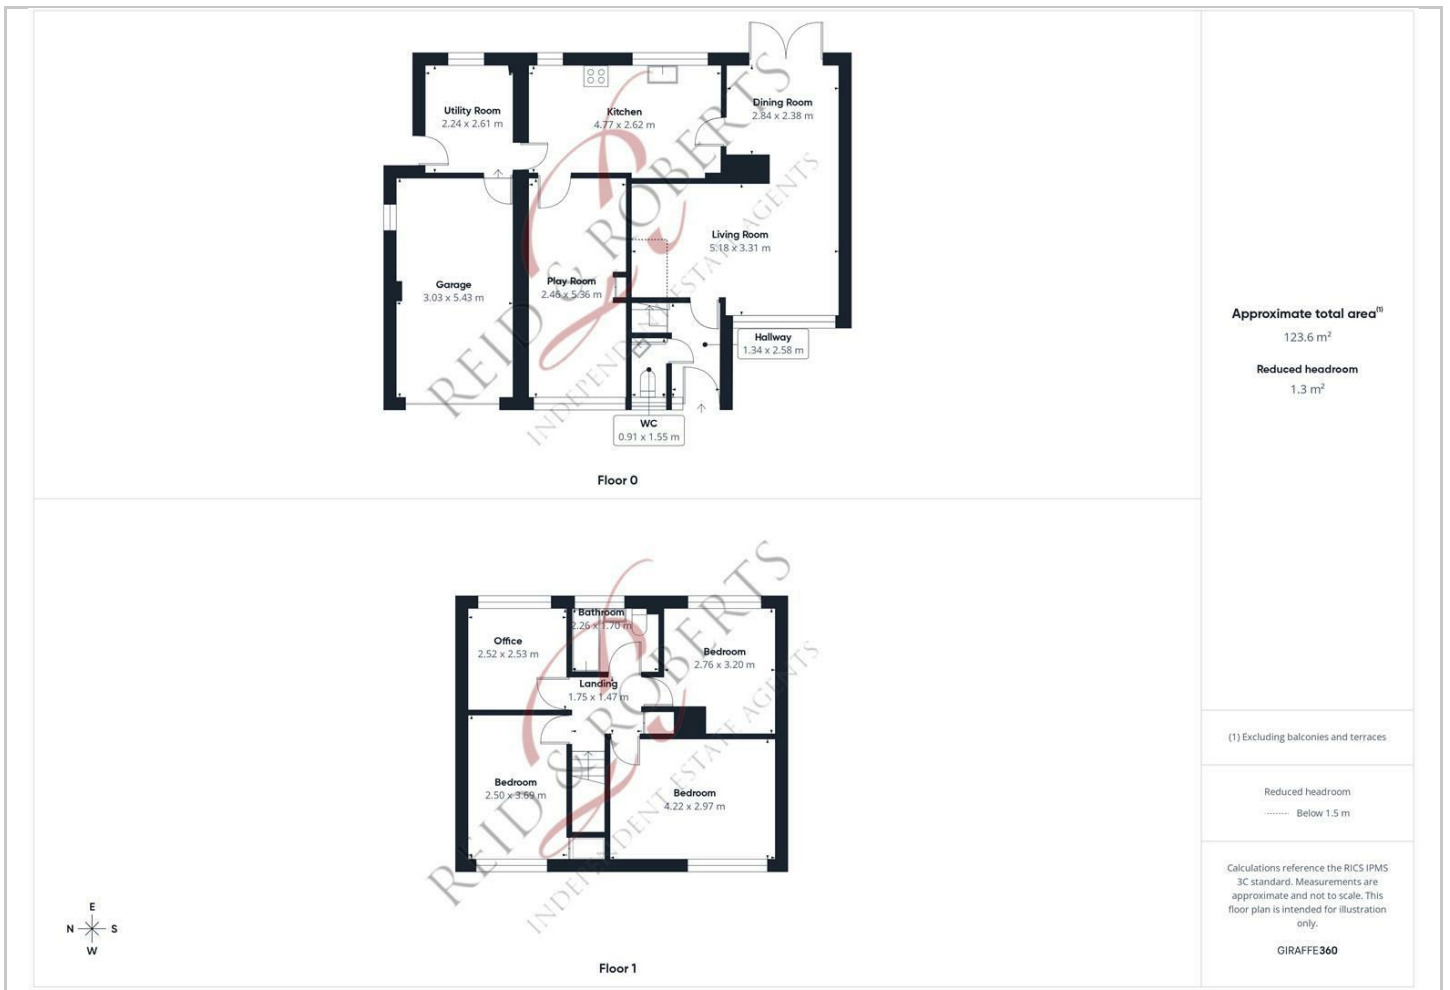 Utility Room
2.24 x 2.61 m
Kitchen
4.77 x 2.62 m
Dining Room
2.84 x 2.38 m
Living Room
5.18 x 3.31 m
Garage
3.03 x 5.43 m
Play Room
2.46 x 5.36 m
Hallway
1.34 x 2.58 m
WC
0.91 x 1.55 m
REID & ROBERTS
INDEPENDENT ESTATE AGENTS
Floor 0
Approximate total area(1)
123.6 m²
Reduced headroom
1.3 m²
Bathroom
2.26 x 1.70 m
Office
2.52 x 2.53 m
Bedroom
2.76 x 3.20 m
Landing
1.75 x 1.47 m
Bedroom
2.50 x 3.69 m
Bedroom
4.22 x 2.97 m
REID & ROBERTS
INDEPENDENT ESTATE AGENTS
E
N S
W
Floor 1
(1) Excluding balconies and terraces
Reduced headroom
Below 1.5 m
Calculations reference the RICS IPMS
3C standard. Measurements are
approximate and not to scale. This
floor plan is intended for illustration
only.
GIRAFFE360